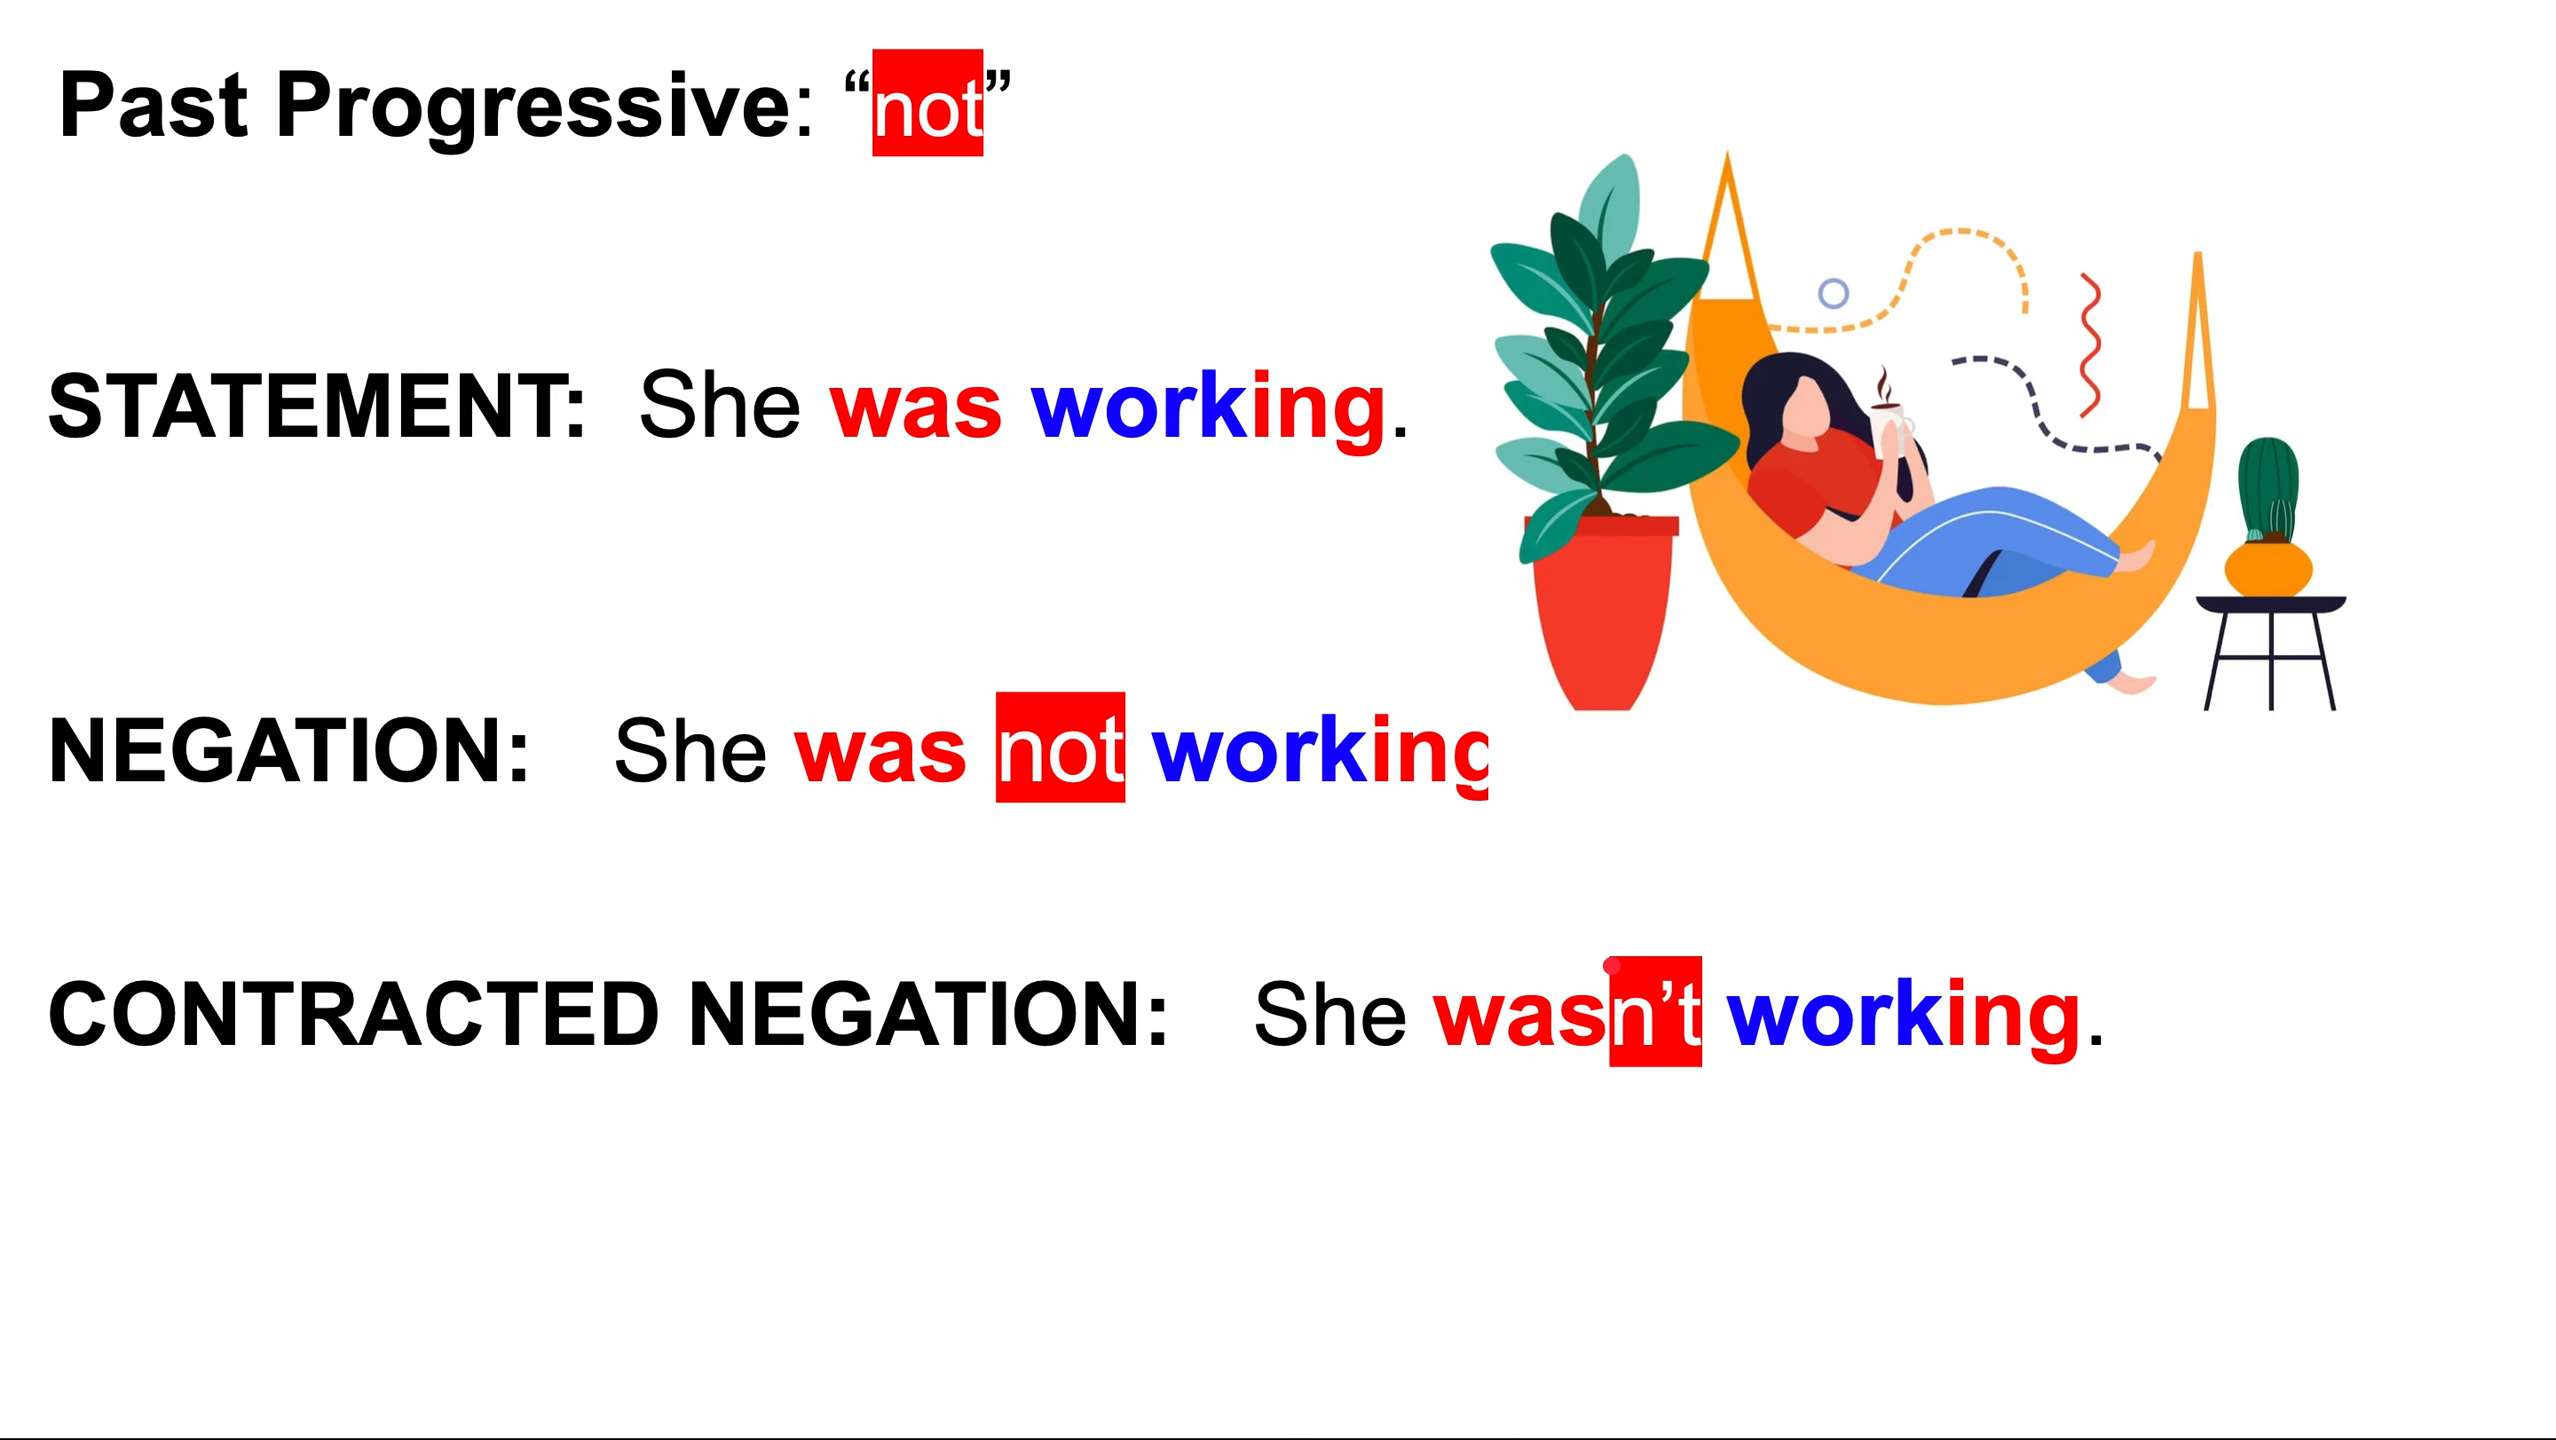 Past Progressive: “not”
STATEMENT: She was working.
NEGATION: She was not working
CONTRACTED NEGATION: She wasn’t working.